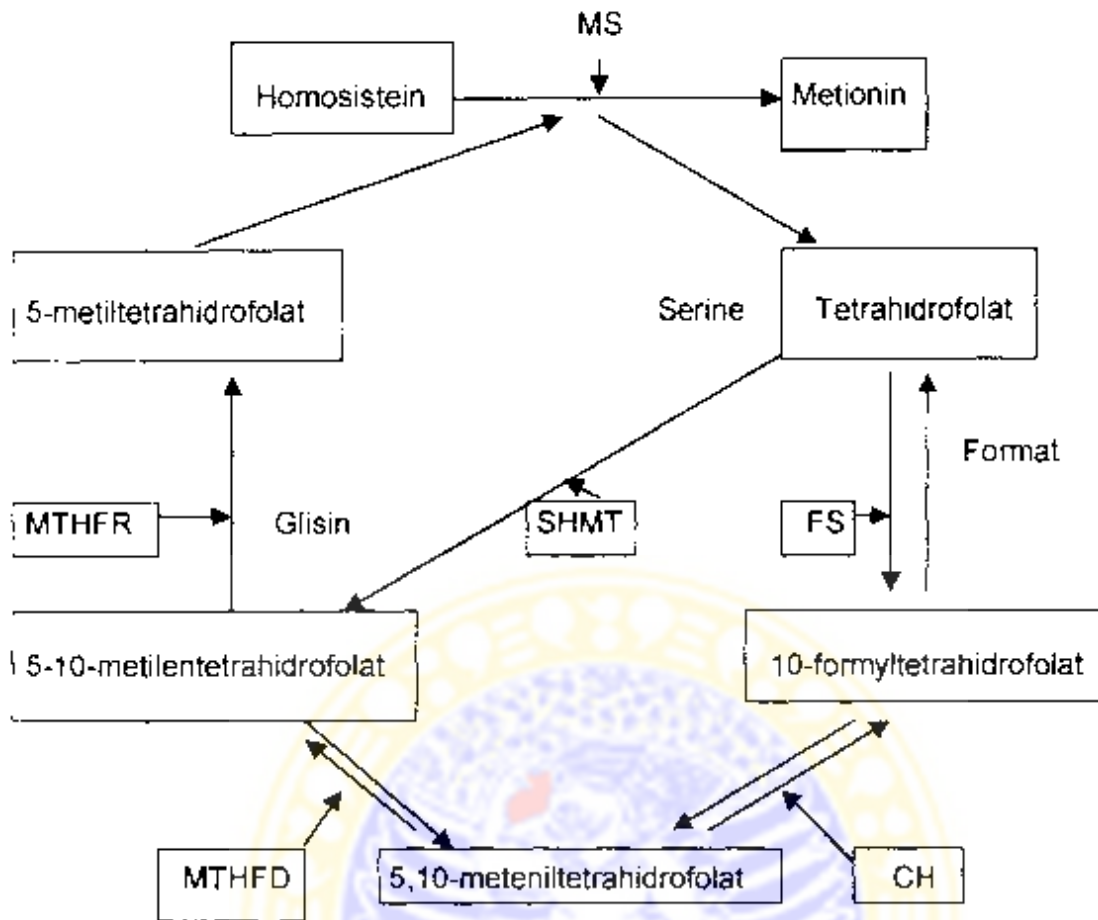 MS
Homosistein
Metionin
5-metiltetrahidrofolat
Serine
Tetrahidrofolat
Format
MTHFR
Glisin
SHMT
FS
5-10-metilentetrahidrofolat
10-formyltetrahidrofolat
MTHFD
5,10-meteniltetrahidrofolat
CH